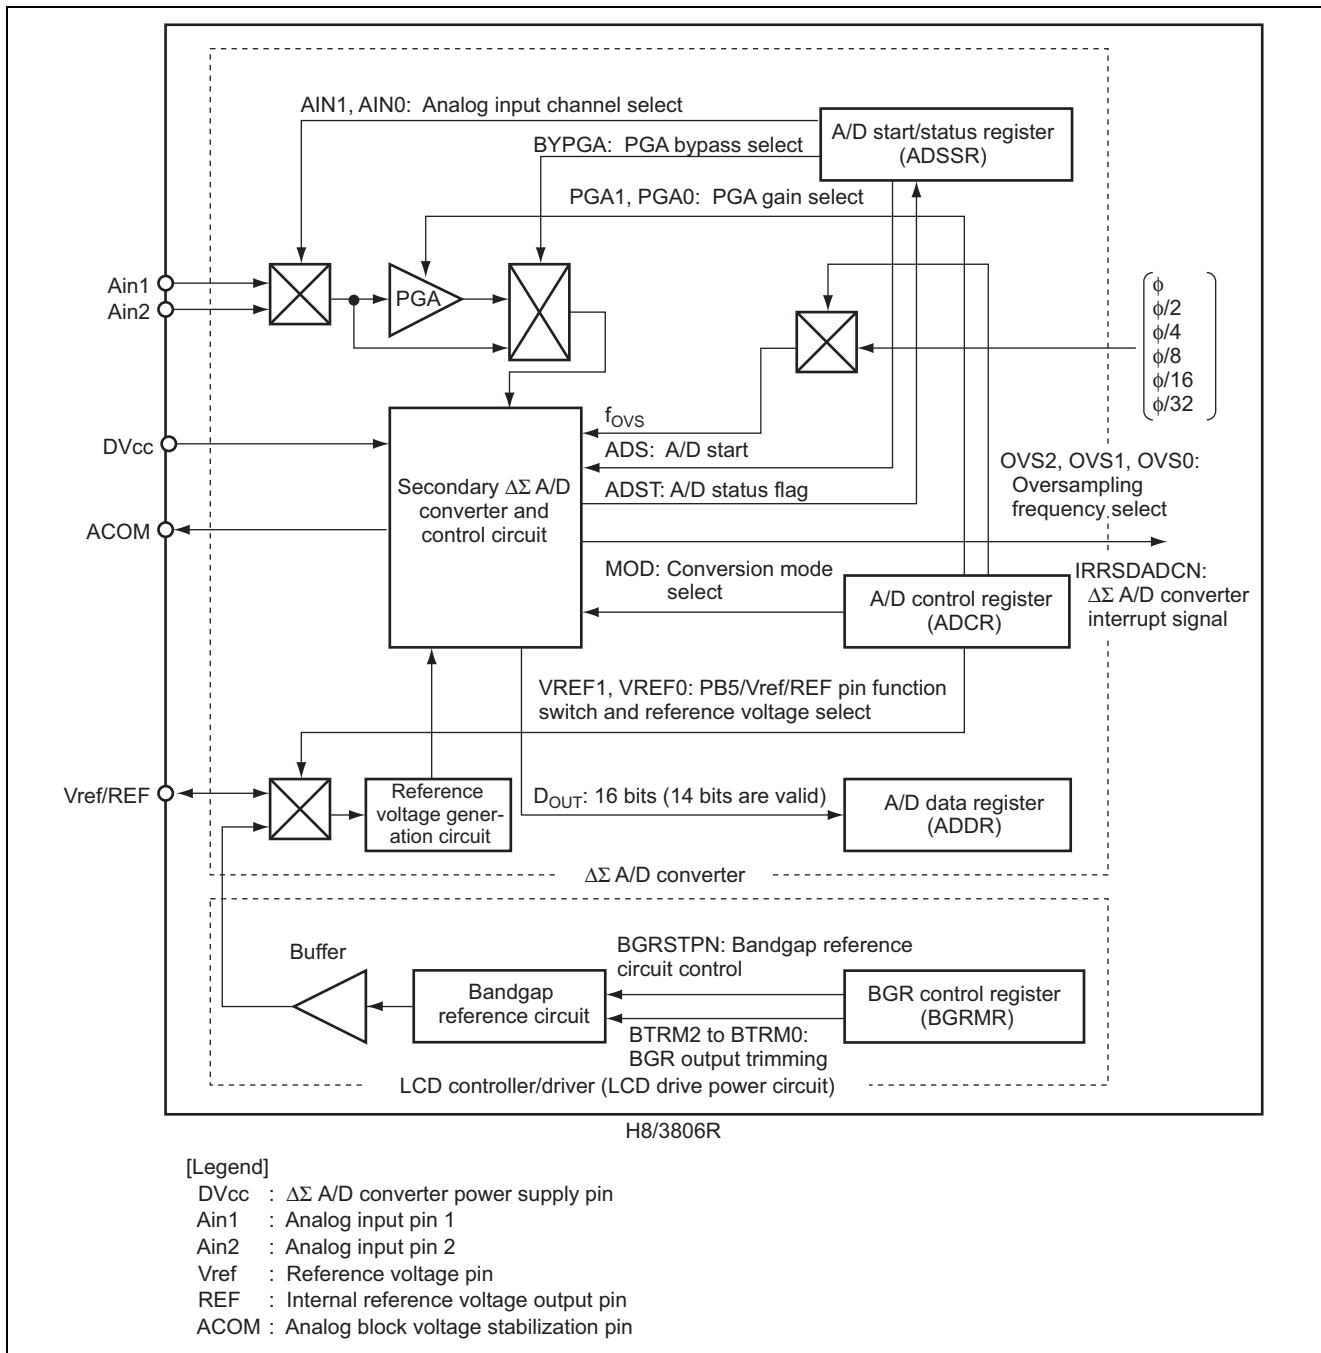 AIN1, AIN0: Analog input channel select
A/D start/status register
(ADSSR)
BYPGA: PGA bypass select
PGA1, PGA0: PGA gain select
Ain1
Ain2
PGA
ϕ
ϕ/2
ϕ/4
ϕ/8
ϕ/16
ϕ/32
DVcc
fOVS
ADS: A/D start
ADST: A/D status flag
Secondary ΔΣ A/D
converter and
control circuit
OVS2, OVS1, OVS0:
Oversampling
frequency select
ACOM
MOD: Conversion mode
select
A/D control register
(ADCR)
IRRSDADCN:
ΔΣ A/D converter
interrupt signal
VREF1, VREF0: PB5/Vref/REF pin function
switch and reference voltage select
Vref/REF
Reference
voltage gener-
ation circuit
DOUT: 16 bits (14 bits are valid)
A/D data register
(ADDR)
ΔΣ A/D converter
Buffer
Bandgap
reference circuit
BGRSTPN: Bandgap reference
circuit control
BTRM2 to BTRM0:
BGR output trimming
BGR control register
(BGRMR)
LCD controller/driver (LCD drive power circuit)
H8/3806R
[Legend]
DVcc : ΔΣ A/D converter power supply pin
Ain1 : Analog input pin 1
Ain2 : Analog input pin 2
Vref : Reference voltage pin
REF : Internal reference voltage output pin
ACOM : Analog block voltage stabilization pin